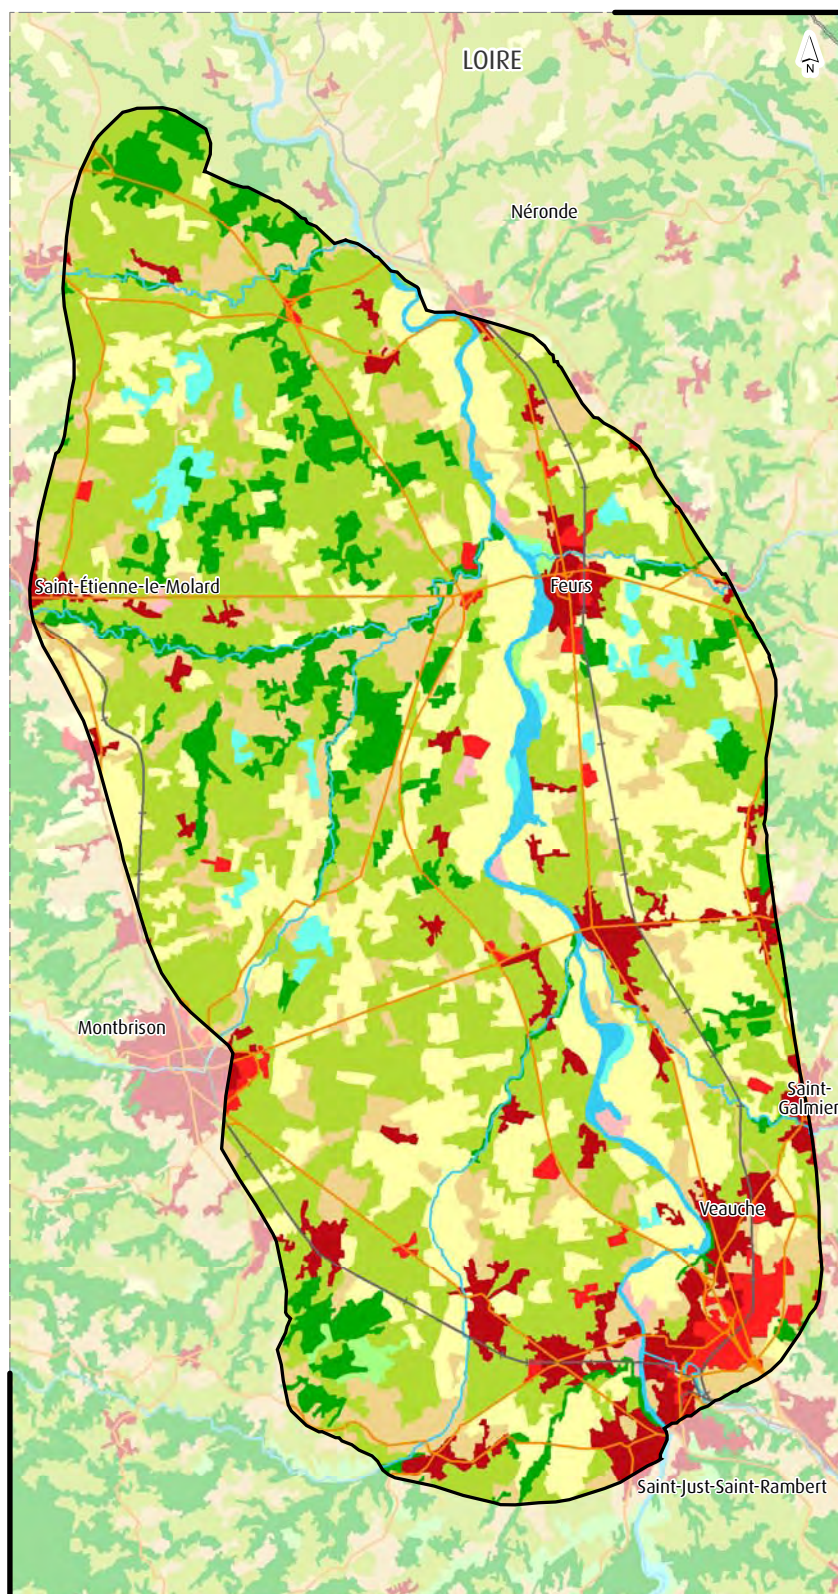 LOIRE
N
Néronde
Saint-Étienne-le-Molard
Feurs
Montbrison
Saint-
Galmier
Veauche
Saint-Just-Saint-Rambert